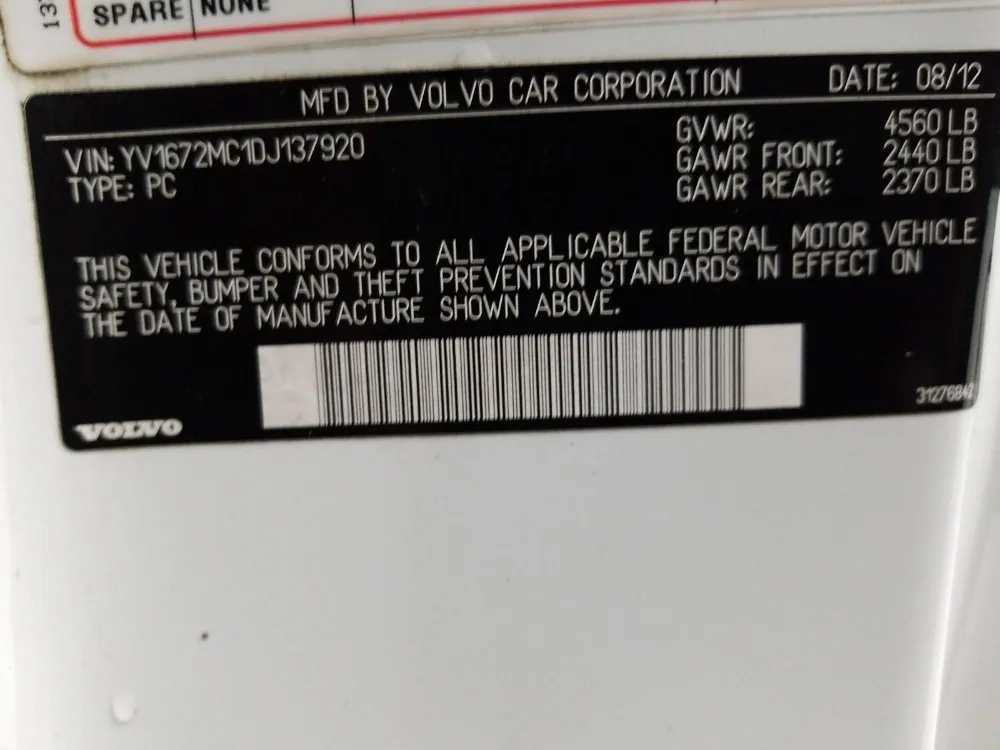 SPARE NONE
MFD BY VOLVO CAR CORPORATION DATE: 08/12
VIN: YV1672MC1DJ137920
TYPE: PC
GVWR: 4560 LB
GAWR FRONT: 2440 LB
GAWR REAR: 2370 LB
THIS VEHICLE CONFORMS TO ALL APPLICABLE FEDERAL MOTOR VEHICLE
SAFETY, BUMPER AND THEFT PREVENTION STANDARDS IN EFFECT ON
THE DATE OF MANUFACTURE SHOWN ABOVE.
31276842
VOLVO